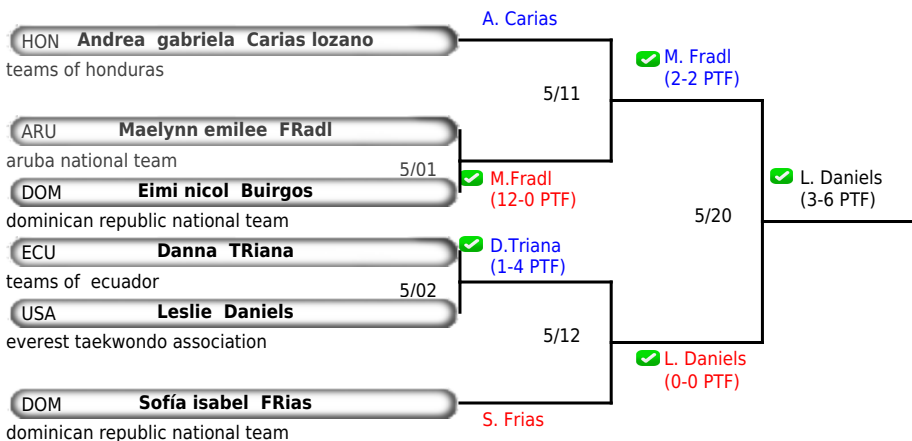 A. Carias
HON Andrea gabriela Carias lozano
teams of honduras
M. Fradl
(2-2 PTF)
5/11
ARU Maelynn emilee FRadl
aruba national team
5/01
M.Fradl
(12-0 PTF)
DOM Eimi nicol Buirgos
dominican republic national team
L. Daniels
(3-6 PTF)
5/20
ECU Danna TRiana
teams of ecuador
D.Triana
(1-4 PTF)
5/02
USA Leslie Daniels
everest taekwondo association
5/12
L. Daniels
(0-0 PTF)
DOM Sofía isabel FRias
dominican republic national team
S. Frias